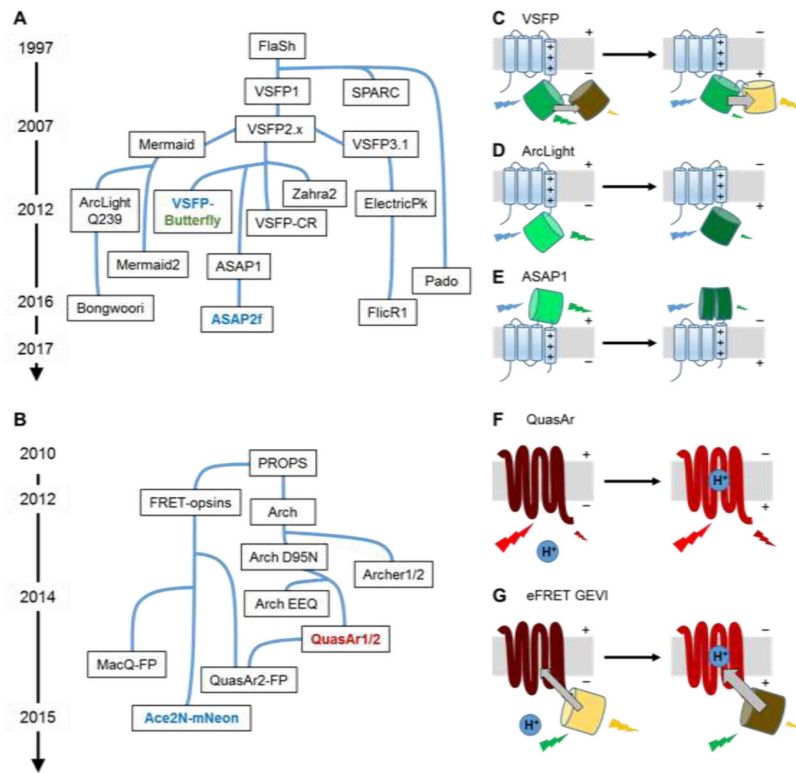 A
1997
2007
2012
2016
2017
FlaSh
VSFP1
SPARC
VSFP2.x
Mermaid
VSFP3.1
ArcLight
Q239
VSFP-
Butterfly
Zahra2
VSFP-CR
ElectricPk
Mermaid2
ASAP1
Pado
Bongwoori
ASAP2f
FlicR1
B
2010
2012
2014
2015
PROPS
FRET-opsins
Arch
Arch D95N
Archer1/2
Arch EEQ
QuasAr1/2
MacQ-FP
QuasAr2-FP
Ace2N-mNeon
C VSFP
+
−
+
+
+
−
+
+
+
+
D ArcLight
+
+
+
−
+
+
+
+
E ASAP1
+
−
+
+
+
−
+
+
+
+
F QuasAr
+
−
H+
−
+
H+
G eFRET GEVI
+
−
H+
−
+
H+